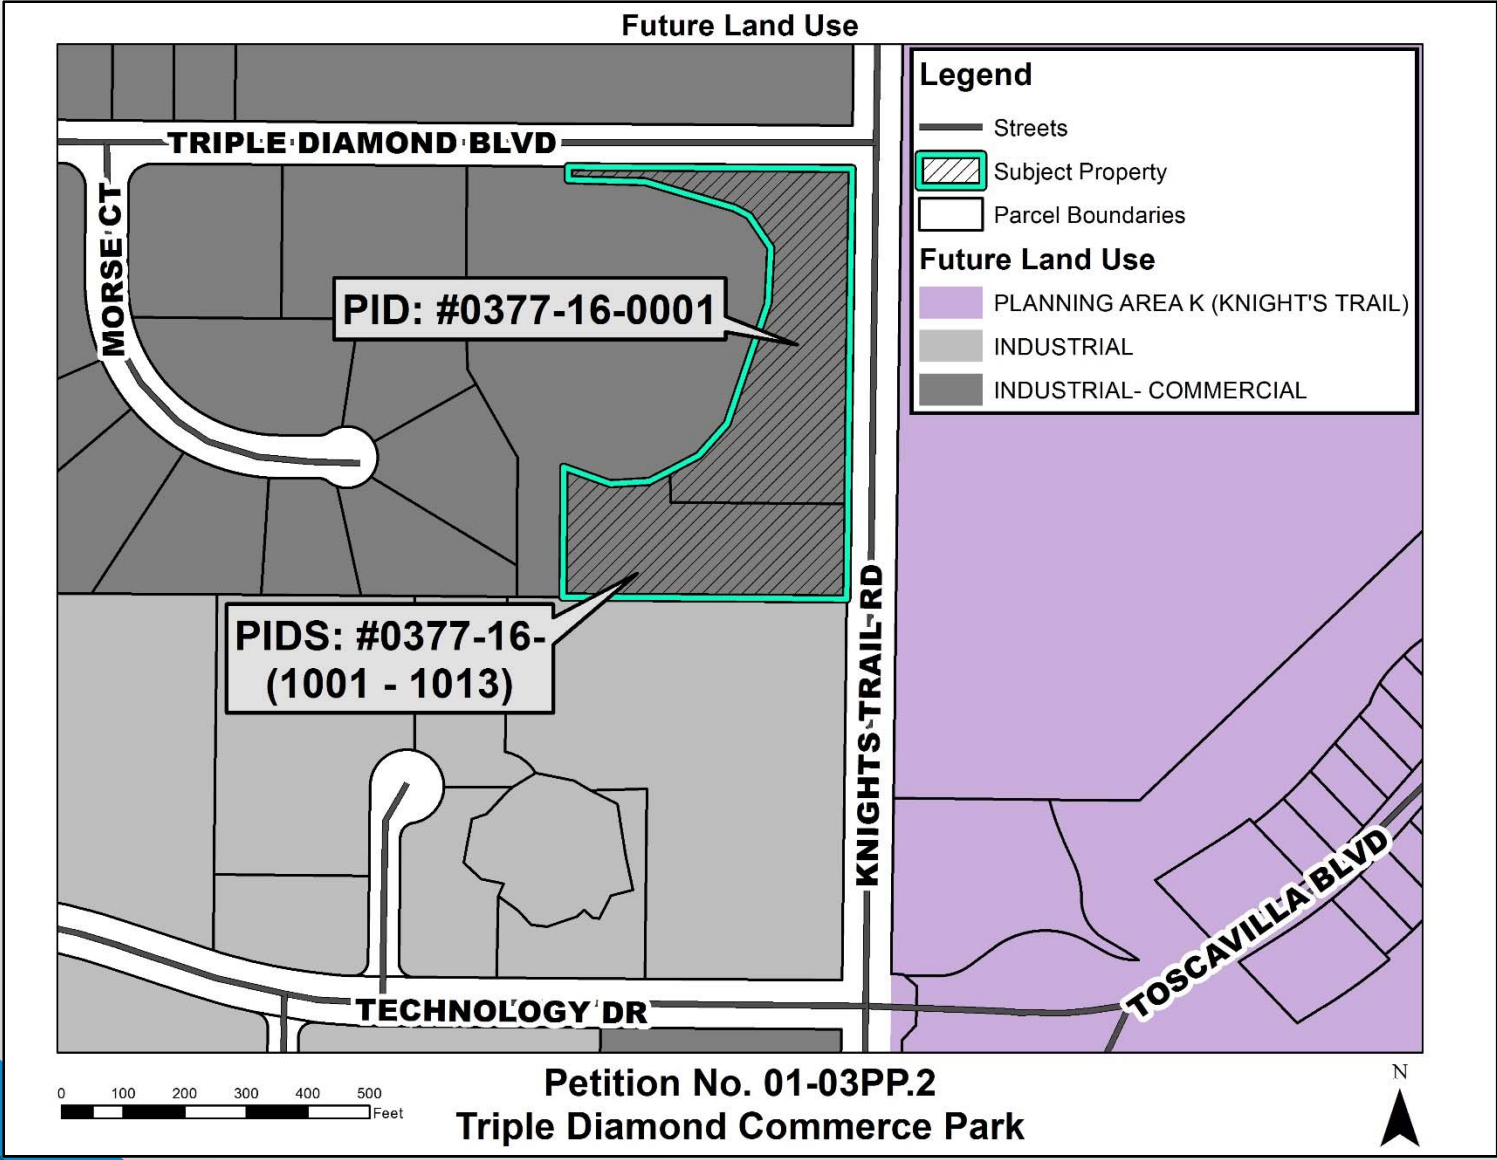 Future Land Use
Legend
Streets
Subject Property
Parcel Boundaries
Future Land Use
PLANNING AREA K (KNIGHT'S TRAIL)
INDUSTRIAL
INDUSTRIAL- COMMERCIAL
TRIPLE DIAMOND BLVD
MORSE CT
PID: #0377-16-0001
PIDS: #0377-16-
(1001 - 1013)
KNIGHTS TRAIL RD
TOSCAVILLA BLVD
TECHNOLOGY DR
0 100 200 300 400 500
Feet
Petition No. 01-03PP.2
Triple Diamond Commerce Park
N